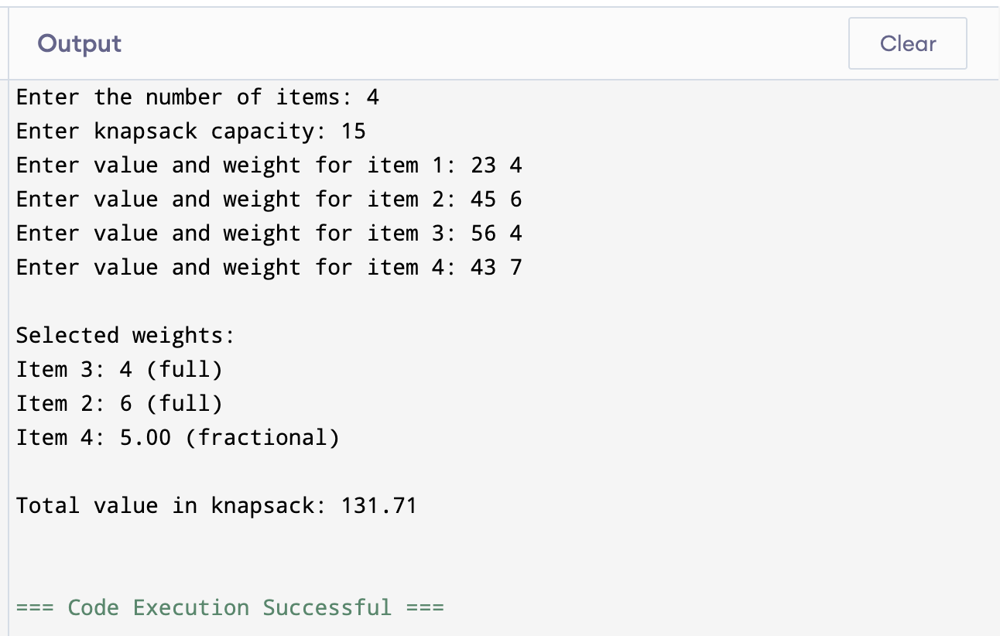 Output
Clear
Enter the number of items: 4
Enter knapsack capacity: 15
Enter value and weight for item 1: 23 4
Enter value and weight for item 2: 45 6
Enter value and weight for item 3: 56 4
Enter value and weight for item 4: 43 7
Selected weights:
Item 3: 4 (full)
Item 2: 6 (full)
Item 4: 5.00 (fractional)
Total value in knapsack: 131.71
=== Code Execution Successful ===